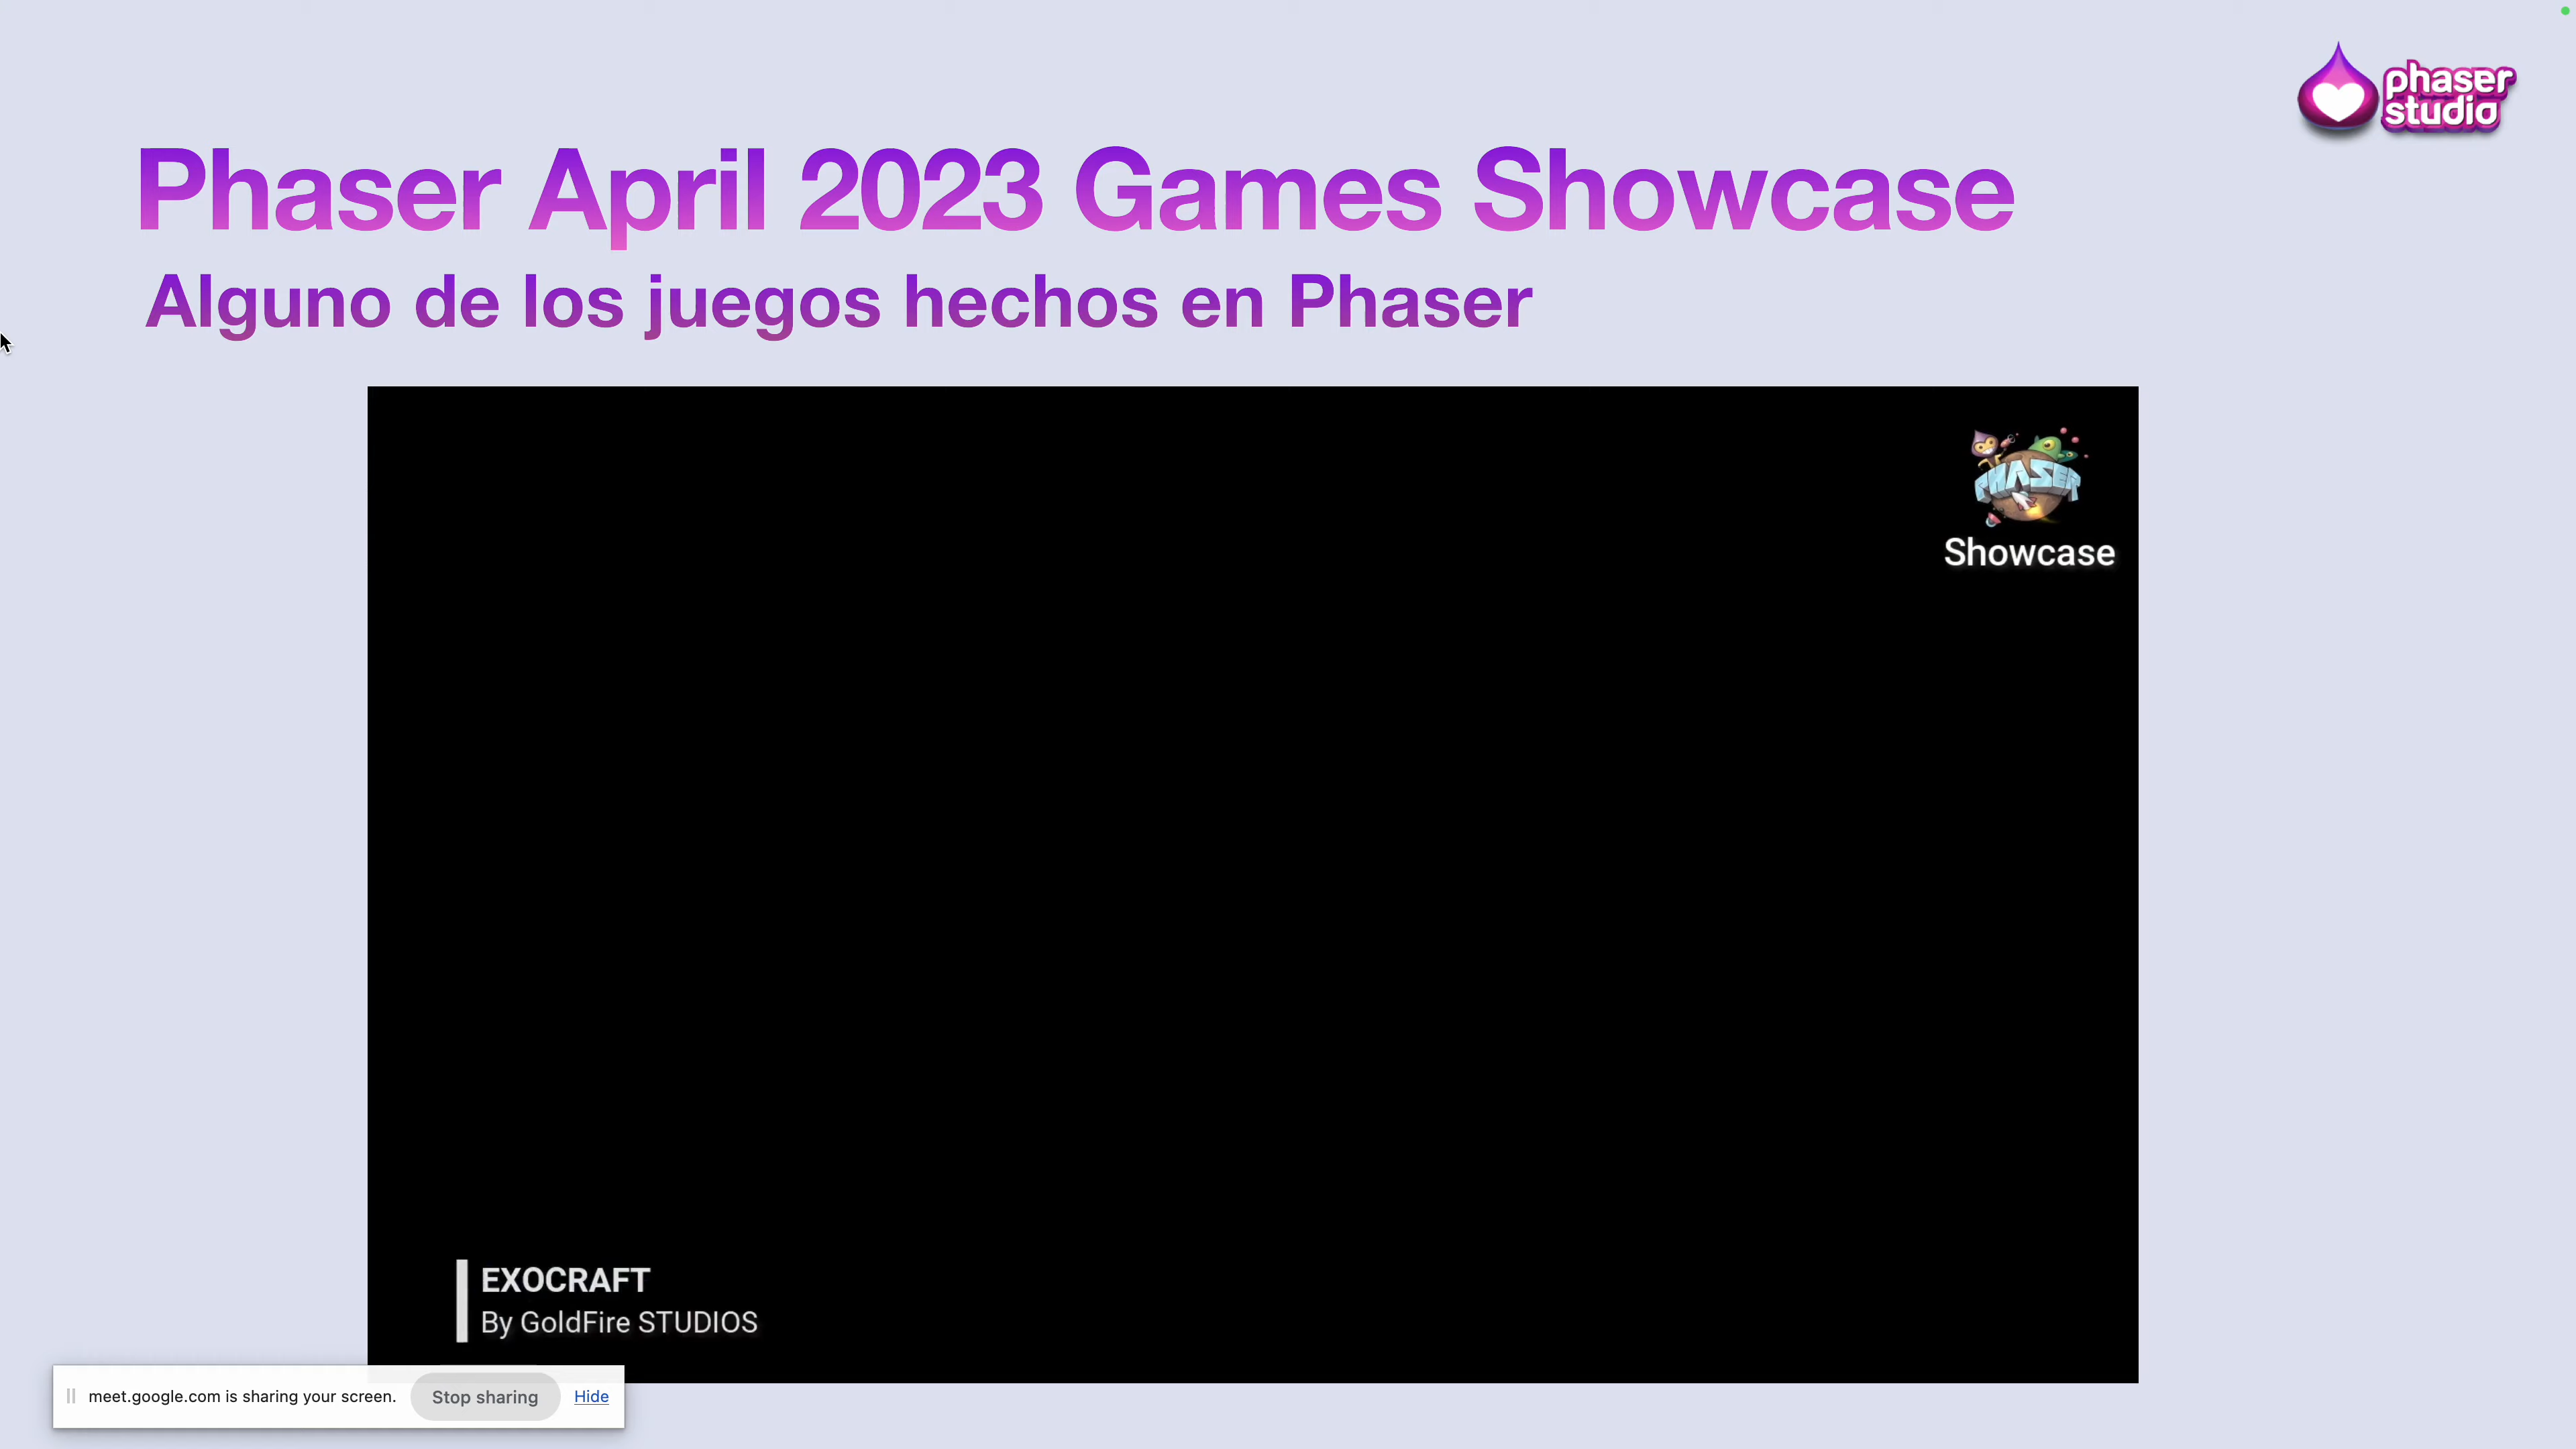 phaser
studio
Phaser April 2023 Games Showcase
Alguno de los juegos hechos en Phaser
PHASER
Showcase
EXOCRAFT
By GoldFire STUDIOS
meet.google.com is sharing your screen. Stop sharing Hide